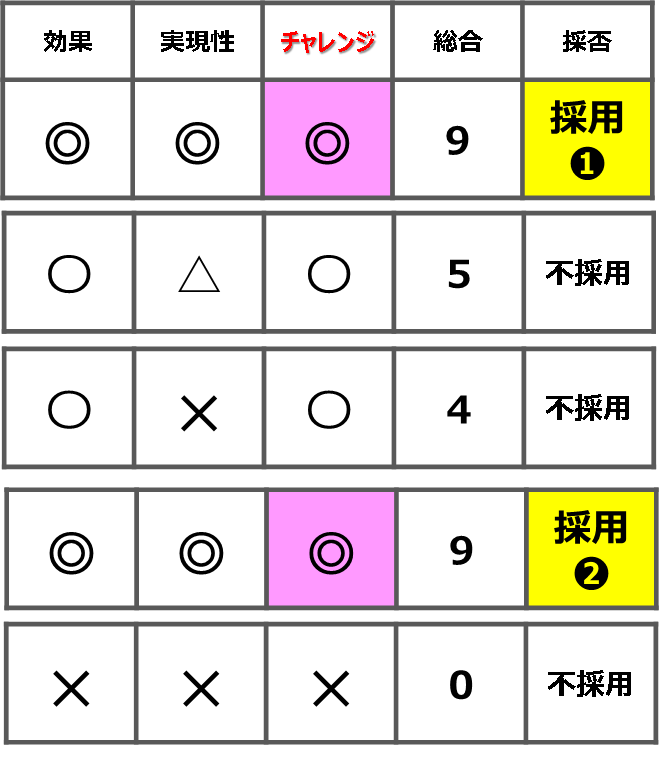 効果 実現性 チャレンジ 総合 採否
◎ ◎ ◎ 9 採用
❶
○ △ ○ 5 不採用
○ × ○ 4 不採用
◎ ◎ ◎ 9 採用
❷
× × × 0 不採用